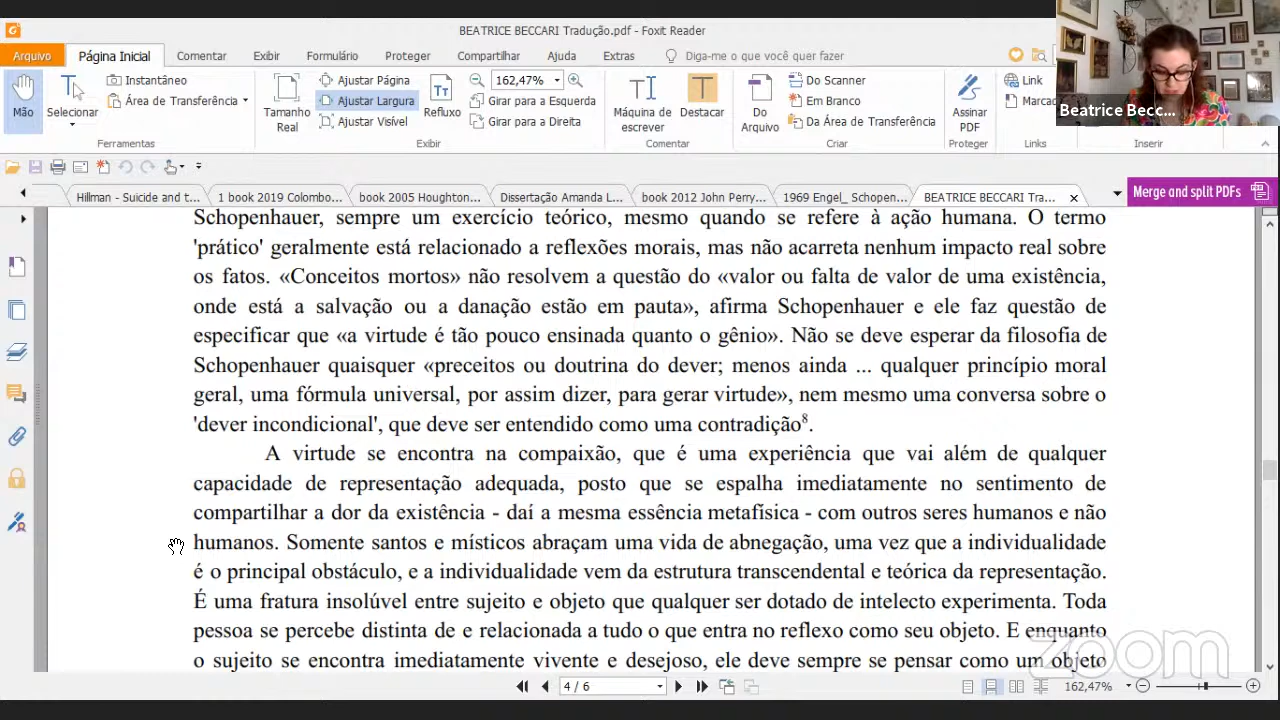 BEATRICE BECCARI Tradução.pdf - Foxit Reader
Arquivo Página Inicial Comentar Exibir Formulário Proteger Compartilhar Ajuda Extras Diga-me o que você quer fazer
Mão
Selecionar
Instantâneo
Área de Transferência
Ferramentas
Tamanho Real
Ajustar Página
Ajustar Largura
Ajustar Visível
Refluxo
162,47%
Girar para a Esquerda
Girar para a Direita
Exibir
Máquina de escrever
Destacar
Comentar
Do Arquivo
Do Scanner
Em Branco
Da Área de Transferência
Criar
Assinar PDF
Proteger
Link
Marcad
Links
Inserir
Beatrice Becc...
Hillman - Suicide and t... 1 book 2019 Colombo... book 2005 Houghton... Dissertação Amanda L... book 2012 John Perry... 1969 Engel_ Schopen... BEATRICE BECCARI Tra...
Merge and split PDFs
Schopenhauer, sempre um exercício teórico, mesmo quando se refere à ação humana. O termo
'prático' geralmente está relacionado a reflexões morais, mas não acarreta nenhum impacto real sobre
os fatos. «Conceitos mortos» não resolvem a questão do «valor ou falta de valor de uma existência,
onde está a salvação ou a danação estão em pauta», afirma Schopenhauer e ele faz questão de
especificar que «a virtude é tão pouco ensinada quanto o gênio». Não se deve esperar da filosofia de
Schopenhauer quaisquer «preceitos ou doutrina do dever; menos ainda ... qualquer princípio moral
geral, uma fórmula universal, por assim dizer, para gerar virtude», nem mesmo uma conversa sobre o
'dever incondicional', que deve ser entendido como uma contradição⁸.
A virtude se encontra na compaixão, que é uma experiência que vai além de qualquer
capacidade de representação adequada, posto que se espalha imediatamente no sentimento de
compartilhar a dor da existência - daí a mesma essência metafísica - com outros seres humanos e não
humanos. Somente santos e místicos abraçam uma vida de abnegação, uma vez que a individualidade
é o principal obstáculo, e a individualidade vem da estrutura transcendental e teórica da representação.
É uma fratura insolúvel entre sujeito e objeto que qualquer ser dotado de intelecto experimenta. Toda
pessoa se percebe distinta de e relacionada a tudo o que entra no reflexo como seu objeto. E enquanto
o sujeito se encontra imediatamente vivente e desejoso, ele deve sempre se pensar como um objeto
zoom
4 / 6
162,47%